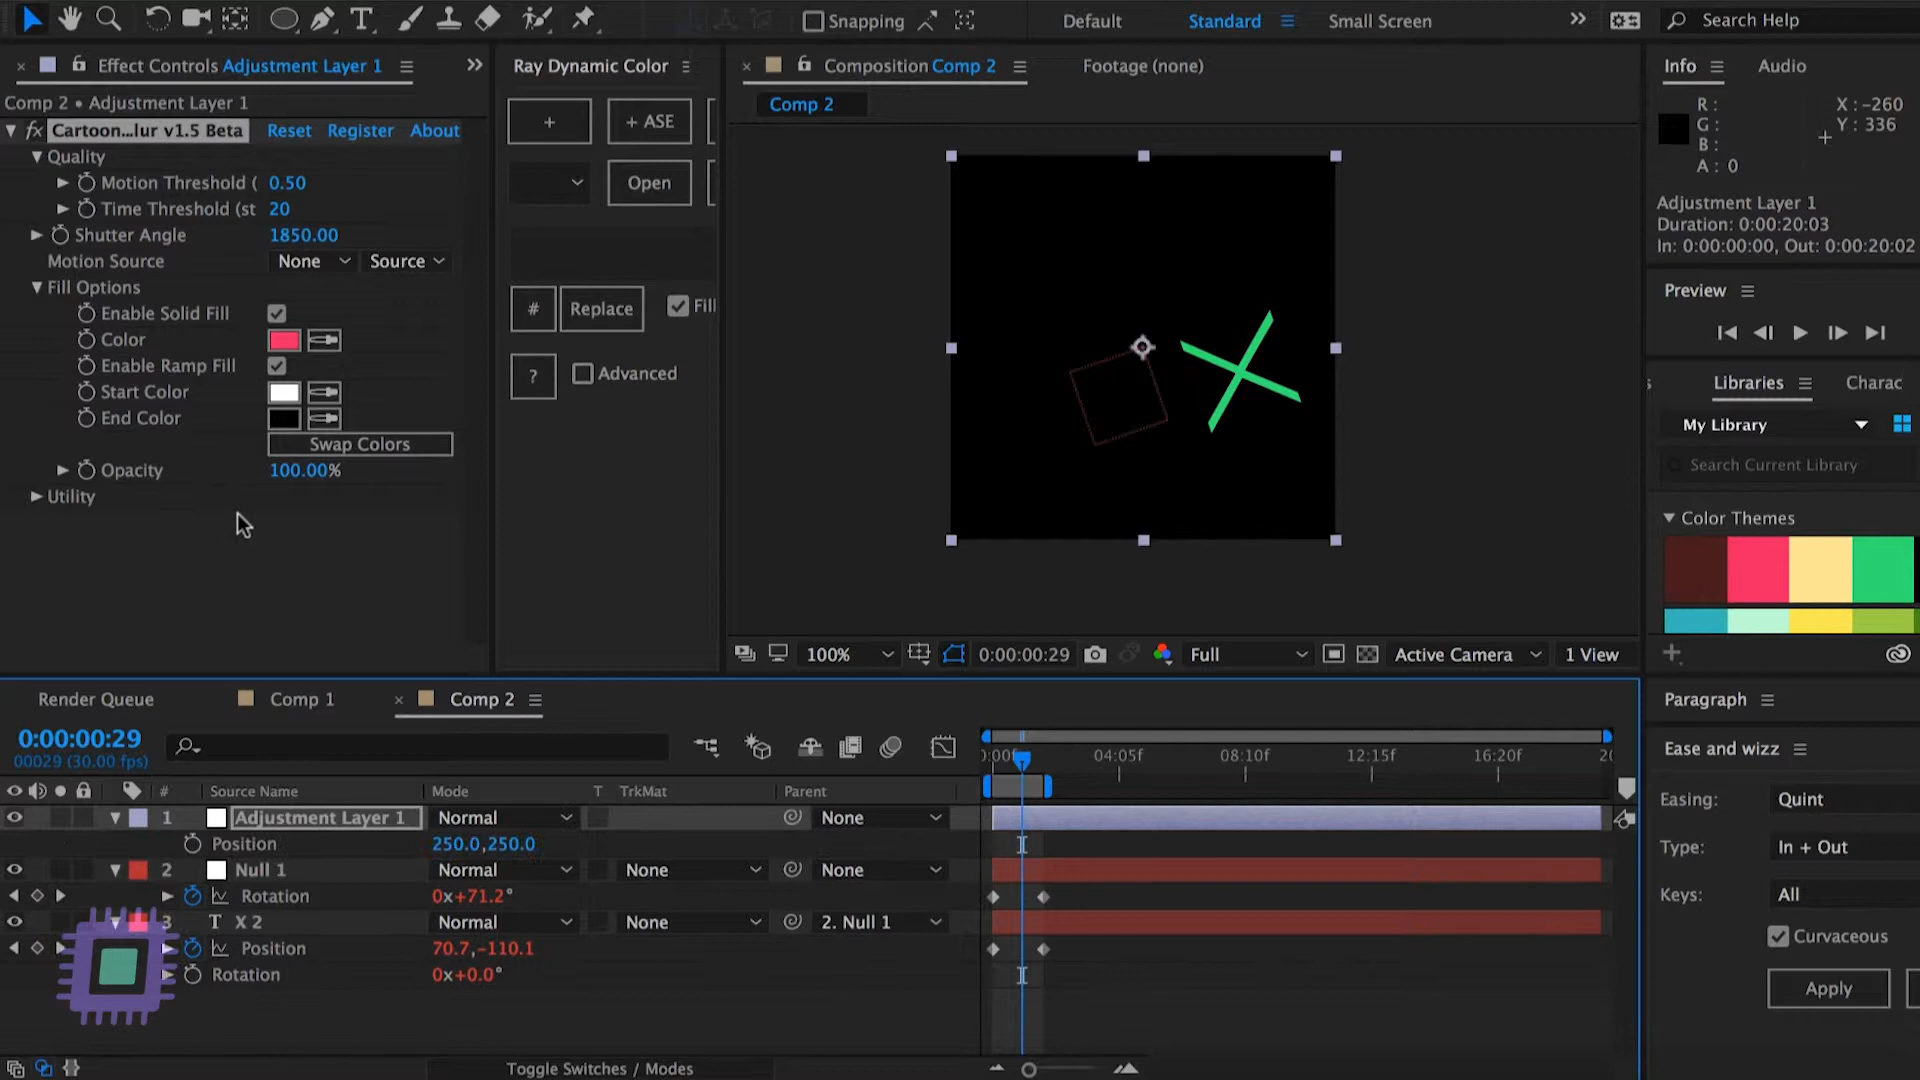 Snapping
Default
Standard
Small Screen
Search Help
Effect Controls Adjustment Layer 1
Comp 2 • Adjustment Layer 1
fx Cartoon...lur v1.5 Beta Reset Register About
Quality
Motion Threshold ( 0.50
Time Threshold (st 20
Shutter Angle 1850.00
Motion Source None Source
Fill Options
Enable Solid Fill
Color
Enable Ramp Fill
Start Color
End Color
Swap Colors
Opacity 100.00%
Utility
Ray Dynamic Color
+ + ASE
Open
# Replace Fill
? Advanced
Composition Comp 2
Footage (none)
Comp 2
100% 0:00:00:29 Full Active Camera 1 View
Info Audio
R : X : -260
G : Y : 336
B :
A : 0
Adjustment Layer 1
Duration: 0:00:20:03
In: 0:00:00:00, Out: 0:00:20:02
Preview
s Libraries Charac
My Library
Search Current Library
Color Themes
Paragraph
Ease and wizz
Easing: Quint
Type: In + Out
Keys: All
Curvaceous
Apply
Render Queue Comp 1 Comp 2
0:00:00:29
00029 (30.00 fps)
):00f 04:05f 08:10f 12:15f 16:20f 20
# Source Name Mode T TrkMat Parent
1 Adjustment Layer 1 Normal None
Position 250.0,250.0
2 Null 1 Normal None None
Rotation 0x+71.2°
3 T X 2 Normal None 2. Null 1
Position 70.7,-110.1
Rotation 0x+0.0°
Toggle Switches / Modes